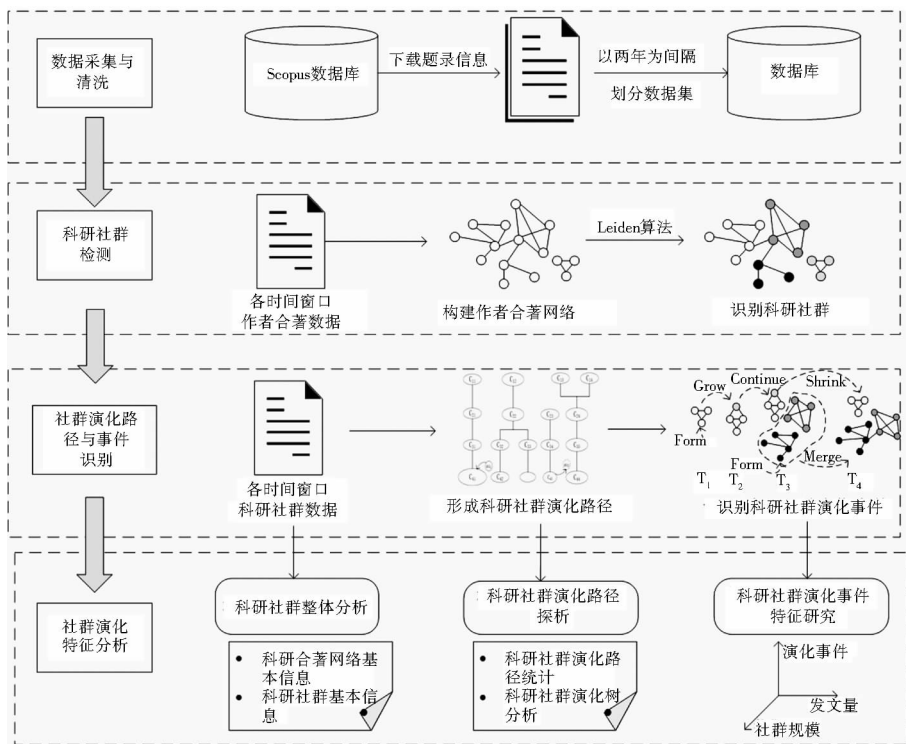 数据采集与
清洗
Scopus数据库
下载题录信息
以两年为间隔
划分数据集
数据库
科研社群
检测
各时间窗口
作者合著数据
构建作者合著网络
Leiden算法
识别科研社群
社群演化路
径与事件
识别
各时间窗口
科研社群数据
形成科研社群演化路径
Grow
Continue
Shrink
Form
Form
Merge
T1
T2
T3
T4
识别科研社群演化事件
社群演化
特征分析
科研社群整体分析
科研社群演化路径
探析
科研社群演化事件
特征研究
• 科研合著网络基
本信息
• 科研社群基本信
息
• 科研社群演化路
径统计
• 科研社群演化树
分析
演化事件
发文量
社群规模